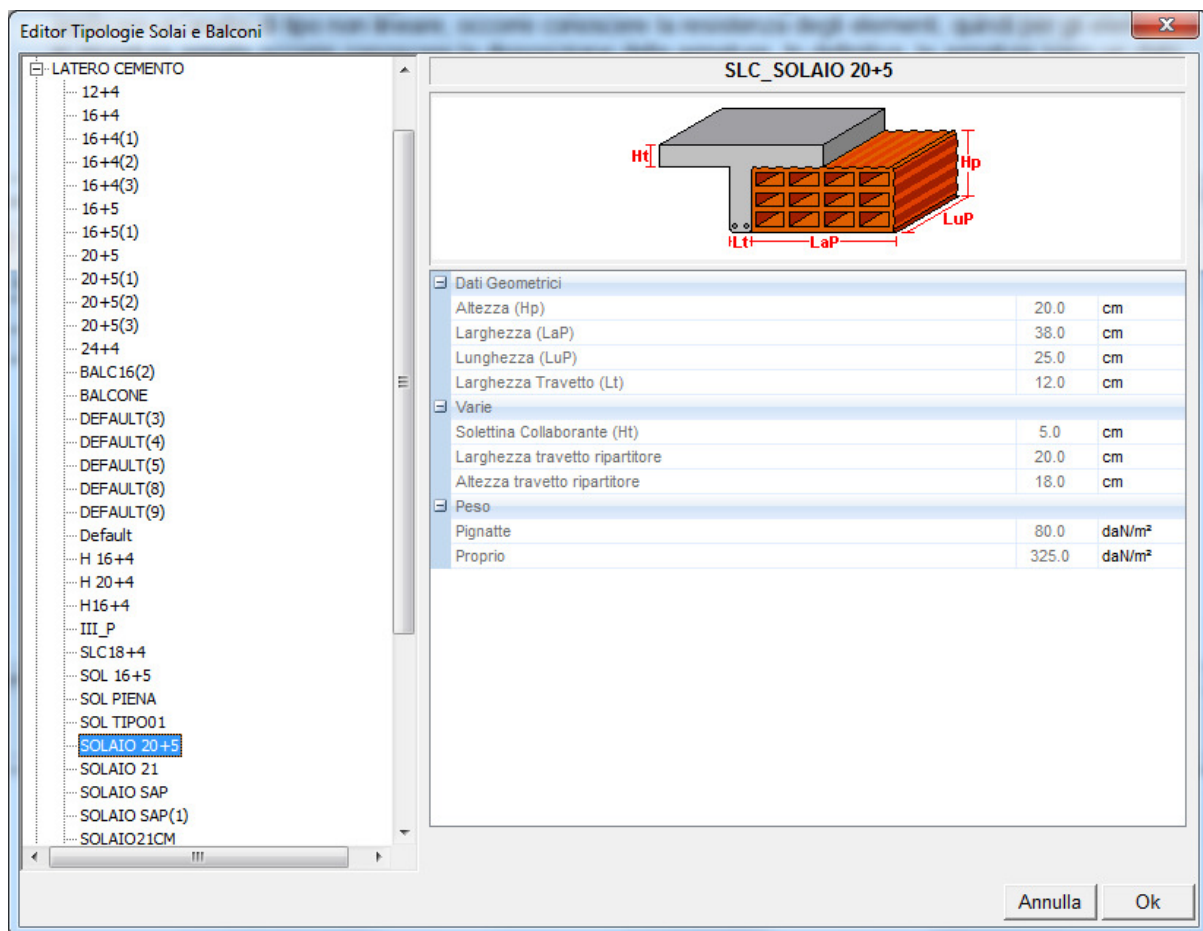 Editor Tipologie Solai e Balconi
LATERO CEMENTO
12+4
16+4
16+4(1)
16+4(2)
16+4(3)
16+5
16+5(1)
20+5
20+5(1)
20+5(2)
20+5(3)
24+4
BALC16(2)
BALCONE
DEFAULT(3)
DEFAULT(4)
DEFAULT(5)
DEFAULT(8)
DEFAULT(9)
Default
H 16+4
H 20+4
H16+4
III_P
SLC18+4
SOL 16+5
SOL PIENA
SOL TIPO01
SOLAIO 20+5
SOLAIO 21
SOLAIO SAP
SOLAIO SAP(1)
SOLAIO21CM
SLC_SOLAIO 20+5
Ht
Hp
LuP
Lt
LaP
Dati Geometrici
Altezza (Hp) 20.0 cm
Larghezza (LaP) 38.0 cm
Lunghezza (LuP) 25.0 cm
Larghezza Travetto (Lt) 12.0 cm
Varie
Solettina Collaborante (Ht) 5.0 cm
Larghezza travetto ripartitore 20.0 cm
Altezza travetto ripartitore 18.0 cm
Peso
Pignatte 80.0 daN/m²
Proprio 325.0 daN/m²
Annulla
Ok